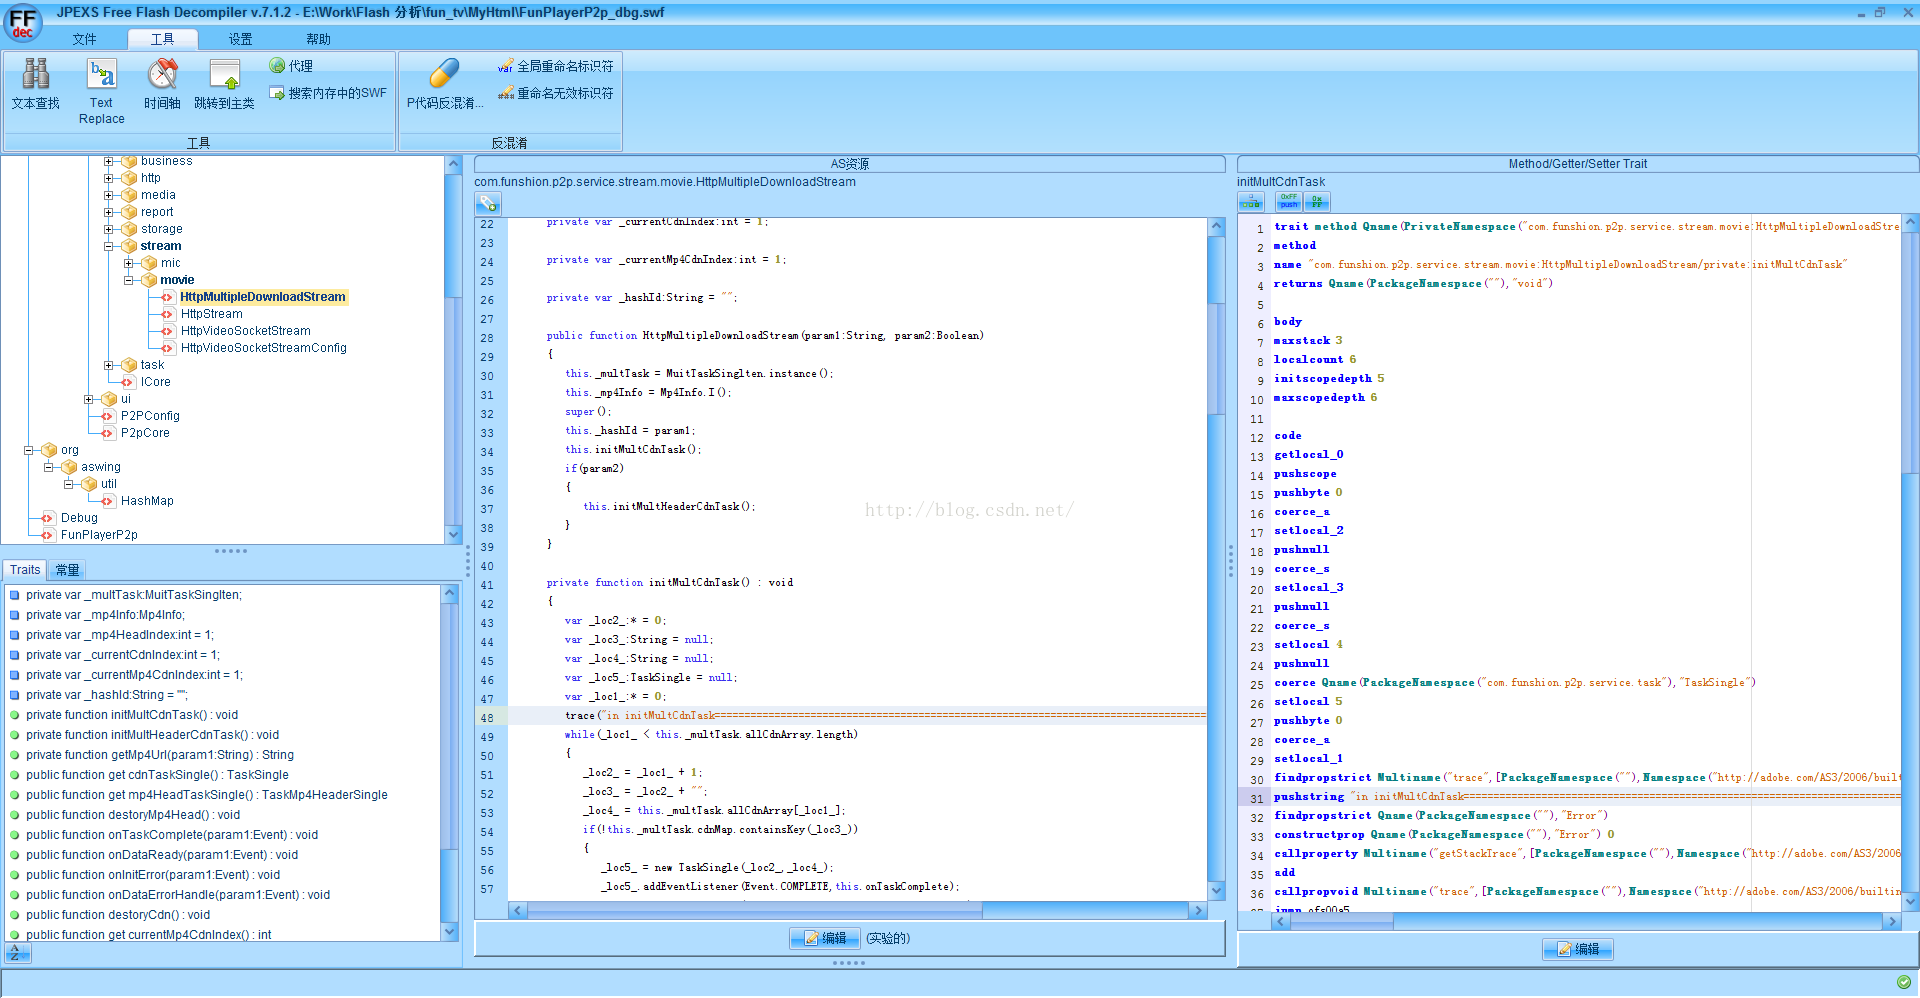 JPEXS Free Flash Decompiler v.7.1.2 - E:\Work\Flash 分析\fun_tv\MyHtml\FunPlayerP2p_dbg.swf
FF
dec
文件 工具 设置 帮助
文本查找
Text
Replace
时间轴
跳转到主类
代理
搜索内存中的SWF
工具
P代码反混淆...
全局重命名标识符
重命名无效标识符
反混淆
business
http
media
report
storage
stream
mic
movie
HttpMultipleDownloadStream
HttpStream
HttpVideoSocketStream
HttpVideoSocketStreamConfig
task
ICore
ui
P2PConfig
P2pCore
org
aswing
util
HashMap
Debug
FunPlayerP2p
Traits 常量
private var _multTask:MuitTaskSinglten;
private var _mp4Info:Mp4Info;
private var _mp4HeadIndex:int = 1;
private var _currentCdnIndex:int = 1;
private var _currentMp4CdnIndex:int = 1;
private var _hashId:String = "";
private function initMultCdnTask() : void
private function initMultHeaderCdnTask() : void
private function getMp4Url(param1:String) : String
public function get cdnTaskSingle() : TaskSingle
public function get mp4HeadTaskSingle() : TaskMp4HeaderSingle
public function destoryMp4Head() : void
public function onTaskComplete(param1:Event) : void
public function onDataReady(param1:Event) : void
public function onInitError(param1:Event) : void
public function onDataErrorHandle(param1:Event) : void
public function destoryCdn() : void
public function get currentMp4CdnIndex() : int
AS资源
com.funshion.p2p.service.stream.movie.HttpMultipleDownloadStream
22 private var _currentCdnIndex:int = 1;
23
24 private var _currentMp4CdnIndex:int = 1;
25
26 private var _hashId:String = "";
27
28 public function HttpMultipleDownloadStream(param1:String, param2:Boolean)
29 {
30 this._multTask = MuitTaskSinglten.instance();
31 this._mp4Info = Mp4Info.I();
32 super();
33 this._hashId = param1;
34 this.initMultCdnTask();
35 if(param2)
36 {
37 this.initMultHeaderCdnTask();
38 }
39 }
40
41 private function initMultCdnTask() : void
42 {
43 var _loc2_:* = 0;
44 var _loc3_:String = null;
45 var _loc4_:String = null;
46 var _loc5_:TaskSingle = null;
47 var _loc1_:* = 0;
48 trace("in initMultCdnTask==================================================
49 while(_loc1_ < this._multTask.allCdnArray.length)
50 {
51 _loc2_ = _loc1_ + 1;
52 _loc3_ = _loc2_ + "";
53 _loc4_ = this._multTask.allCdnArray[_loc1_];
54 if(!this._multTask.cdnMap.containsKey(_loc3_))
55 {
56 _loc5_ = new TaskSingle(_loc2_,_loc4_);
57 _loc5_.addEventListener(Event.COMPLETE,this.onTaskComplete);
http://blog.csdn.net/
编辑 (实验的)
Method/Getter/Setter Trait
initMultCdnTask
0xFF
push
0x
FF
1 trait method Qname(PrivateNamespace("com.funshion.p2p.service.stream.movie:HttpMultipleDownloadStre
2 method
3 name "com.funshion.p2p.service.stream.movie:HttpMultipleDownloadStream/private:initMultCdnTask"
4 returns Qname(PackageNamespace(""),"void")
5
6 body
7 maxstack 3
8 localcount 6
9 initscopedepth 5
10 maxscopedepth 6
11
12 code
13 getlocal_0
14 pushscope
15 pushbyte 0
16 coerce_a
17 setlocal_2
18 pushnull
19 coerce_s
20 setlocal_3
21 pushnull
22 coerce_s
23 setlocal 4
24 pushnull
25 coerce Qname(PackageNamespace("com.funshion.p2p.service.task"),"TaskSingle")
26 setlocal 5
27 pushbyte 0
28 coerce_a
29 setlocal_1
30 findpropstrict Multiname("trace",[PackageNamespace(""),Namespace("http://adobe.com/AS3/2006/built
31 pushstring "in initMultCdnTask==================================================
32 findpropstrict Qname(PackageNamespace(""),"Error")
33 constructprop Qname(PackageNamespace(""),"Error") 0
34 callproperty Multiname("getStackTrace",[PackageNamespace(""),Namespace("http://adobe.com/AS3/2006
35 add
36 callpropvoid Multiname("trace",[PackageNamespace(""),Namespace("http://adobe.com/AS3/2006/builtin
jump ofs00a5
编辑